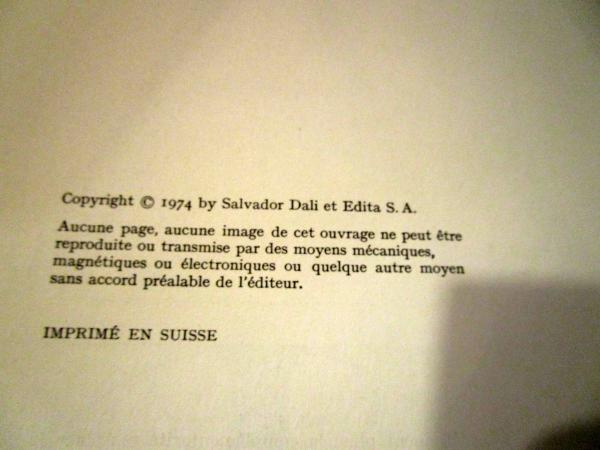 Copyright © 1974 by Salvador Dali et Edita S. A.
Aucune page, aucune image de cet ouvrage ne peut être
reproduite ou transmise par des moyens mécaniques,
magnétiques ou électroniques ou quelque autre moyen
sans accord préalable de l'éditeur.
IMPRIMÉ EN SUISSE